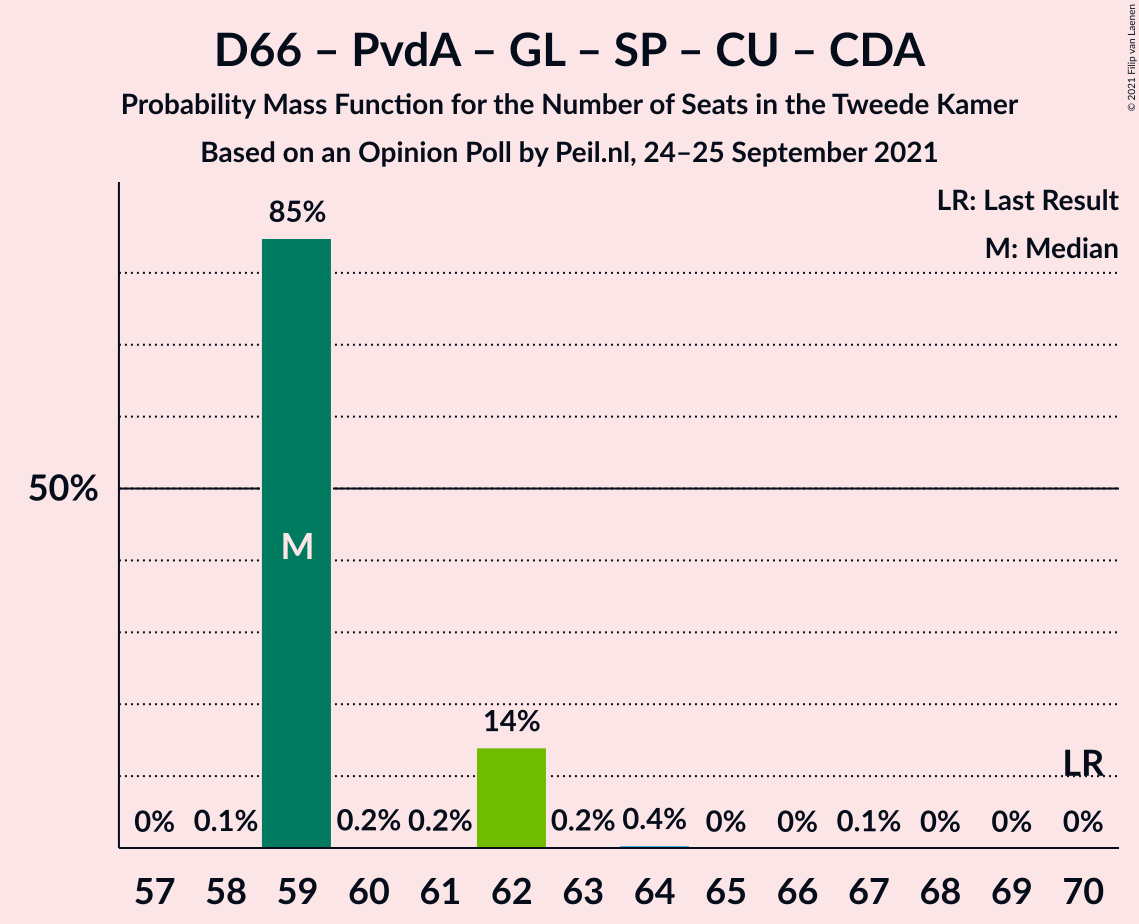 D66 – PvdA – GL – SP – CU – CDA
Probability Mass Function for the Number of Seats in the Tweede Kamer
Based on an Opinion Poll by Peil.nl, 24–25 September 2021
© 2021 Filip van Laenen
LR: Last Result
M: Median
85%
50%
M
14%
LR
0% 0.1% 0.2% 0.2% 0.2% 0.4% 0% 0% 0.1% 0% 0% 0%
57 58 59 60 61 62 63 64 65 66 67 68 69 70